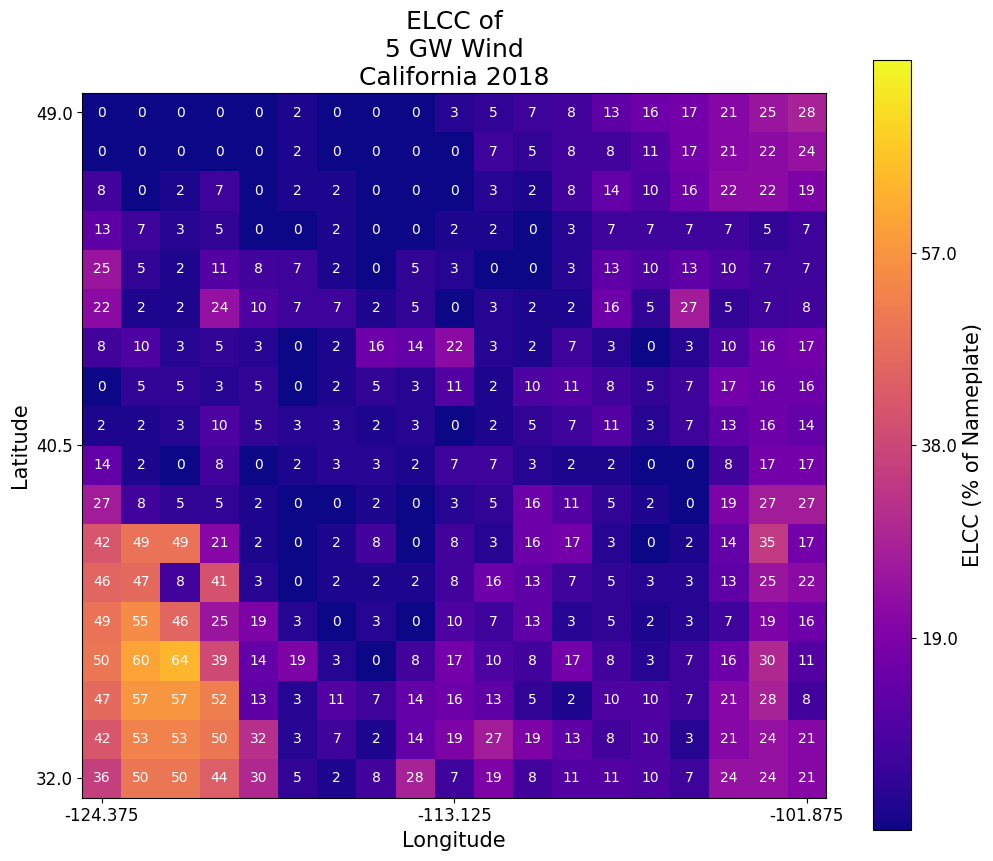 ELCC of
5 GW Wind
California 2018
49.0 0 0 0 0 0 2 0 0 0 3 5 7 8 13 16 17 21 25 28
0 0 0 0 0 2 0 0 0 0 7 5 8 8 11 17 21 22 24
8 0 2 7 0 2 2 0 0 0 3 2 8 14 10 16 22 22 19
13 7 3 5 0 0 2 0 0 2 2 0 3 7 7 7 7 5 7
25 5 2 11 8 7 2 0 5 3 0 0 3 13 10 13 10 7 7
22 2 2 24 10 7 7 2 5 0 3 2 2 16 5 27 5 7 8
8 10 3 5 3 0 2 16 14 22 3 2 7 3 0 3 10 16 17
0 5 5 3 5 0 2 5 3 11 2 10 11 8 5 7 17 16 16
2 2 3 10 5 3 3 2 3 0 2 5 7 11 3 7 13 16 14
40.5
14 2 0 8 0 2 3 3 2 7 7 3 2 2 0 0 8 17 17
27 8 5 5 2 0 0 2 0 3 5 16 11 5 2 0 19 27 27
42 49 49 21 2 0 2 8 0 8 3 16 17 3 0 2 14 35 17
46 47 8 41 3 0 2 2 2 8 16 13 7 5 3 3 13 25 22
49 55 46 25 19 3 0 3 0 10 7 13 3 5 2 3 7 19 16
50 60 64 39 14 19 3 0 8 17 10 8 17 8 3 7 16 30 11
47 57 57 52 13 3 11 7 14 16 13 5 2 10 10 7 21 28 8
42 53 53 50 32 3 7 2 14 19 27 19 13 8 10 3 21 24 21
32.0 36 50 50 44 30 5 2 8 28 7 19 8 11 11 10 7 24 24 21
-124.375 -113.125 -101.875
Longitude
Latitude
57.0
38.0
19.0
ELCC (% of Nameplate)